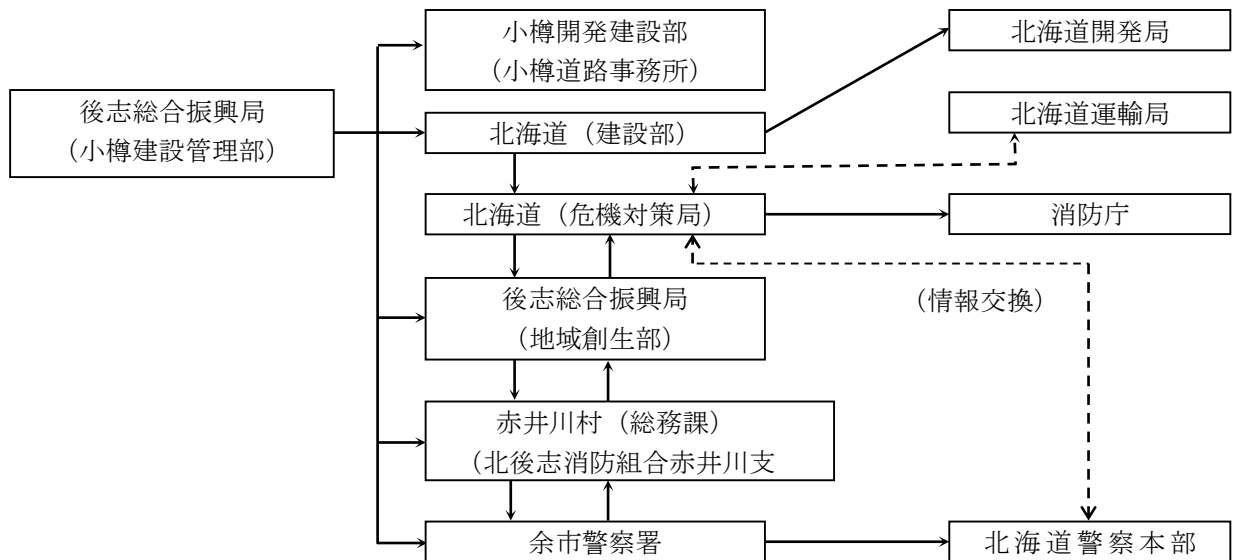 小樽開発建設部
（小樽道路事務所）
北海道開発局
後志総合振興局
（小樽建設管理部）
北海道（建設部）
北海道運輸局
北海道（危機対策局）
消防庁
後志総合振興局
（地域創生部）
（情報交換）
赤井川村（総務課）
（北後志消防組合赤井川支
余市警察署
北海道警察本部